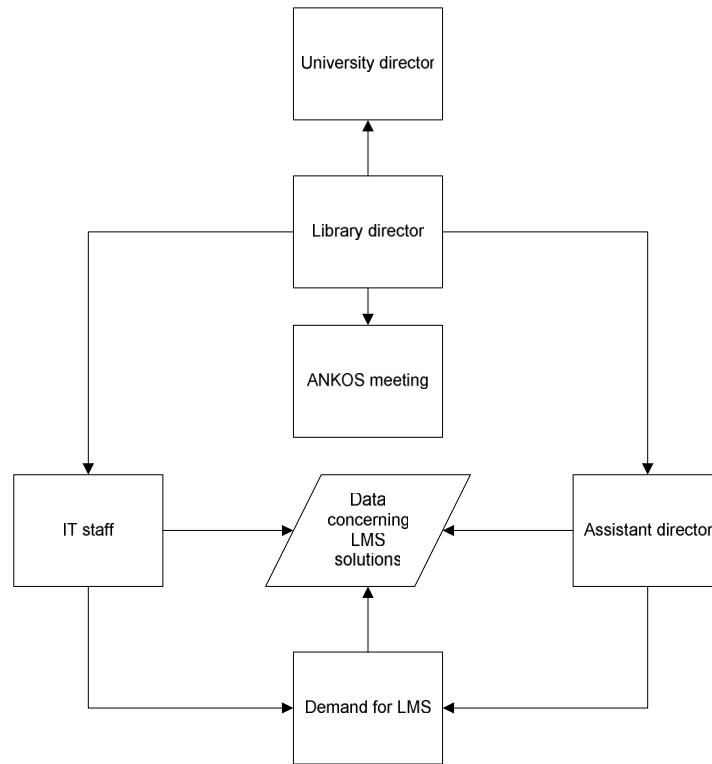 University director
Library director
ANKOS meeting
IT staff
Data
concerning
LMS
solutions
Assistant director
Demand for LMS